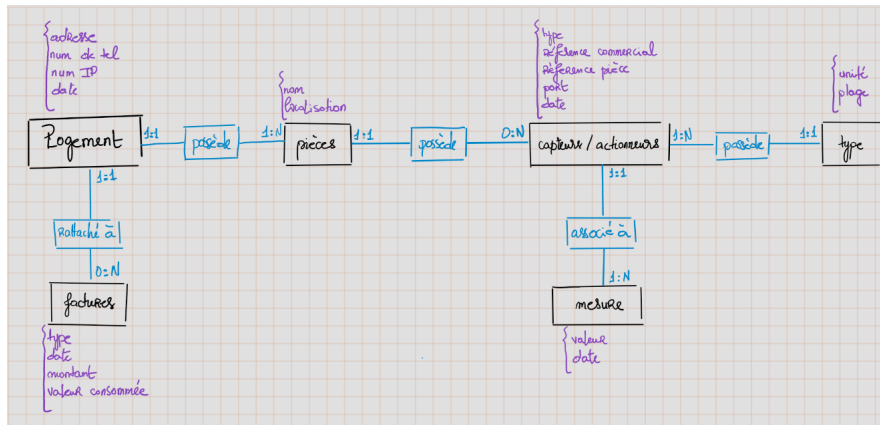 adresse
num de tel
num IP
date
type
Référence commercial
Référence pièce
port
date
unité
plage
nom
localisation
Logement
1:1
possède
1:N
pièces
1:1
possède
0:N
capteurs / actionneurs
1:N
possède
1:1
type
1:1
1:1
Rattaché à
associé à
0:N
1:N
factures
mesure
type
date
montant
valeur consommée
valeur
date